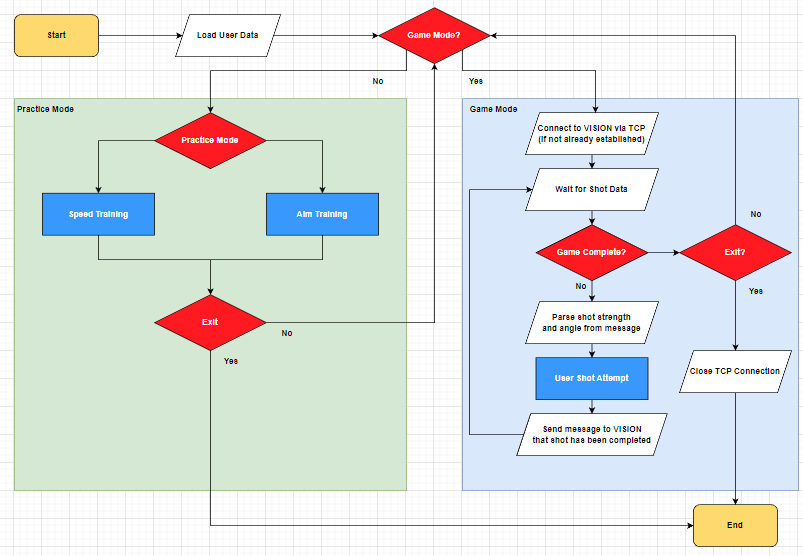 Start
Load User Data
Game Mode?
No
Yes
Practice Mode
Practice Mode
Speed Training
Aim Training
Exit
No
Yes
Game Mode
Connect to VISION via TCP
(if not already established)
Wait for Shot Data
Game Complete?
No
Parse shot strength
and angle from message
User Shot Attempt
Send message to VISION
that shot has been completed
Exit?
No
Yes
Close TCP Connection
End